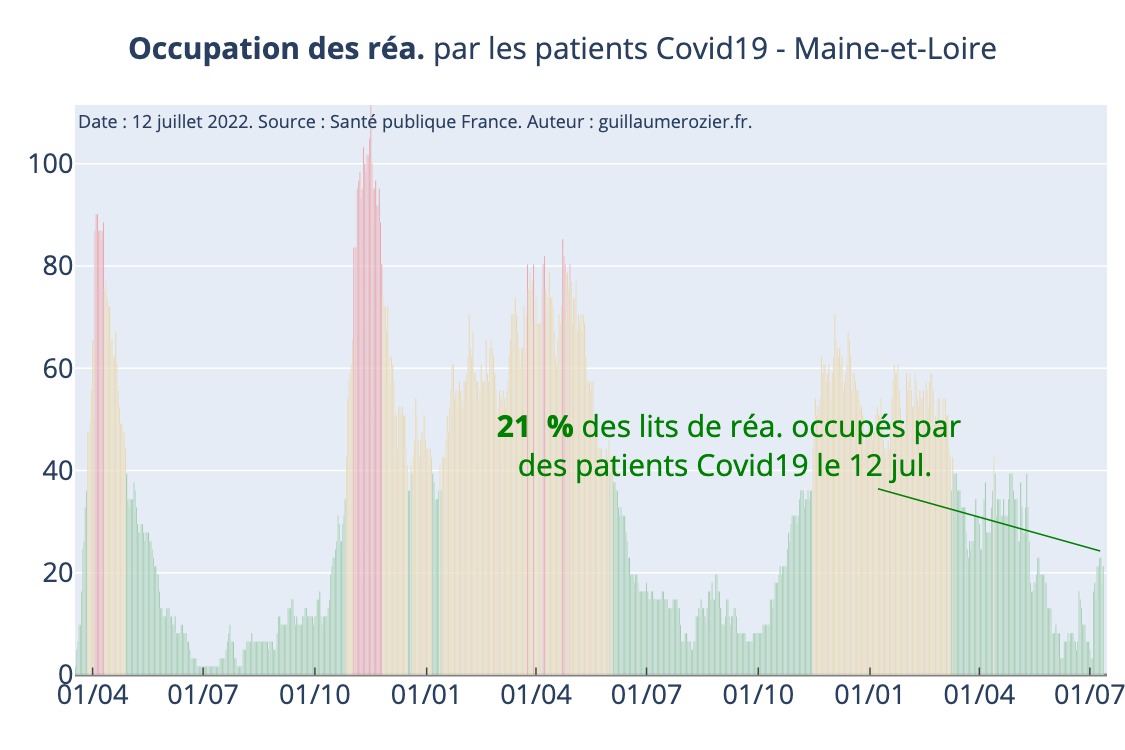 Occupation des réa. par les patients Covid19 - Maine-et-Loire
Date : 12 juillet 2022. Source : Santé publique France. Auteur : guillaumerozier.fr.
100
80
60
21 % des lits de réa. occupés par
des patients Covid19 le 12 jul.
40
20
0
01/04 01/07 01/10 01/01 01/04 01/07 01/10 01/01 01/04 01/07